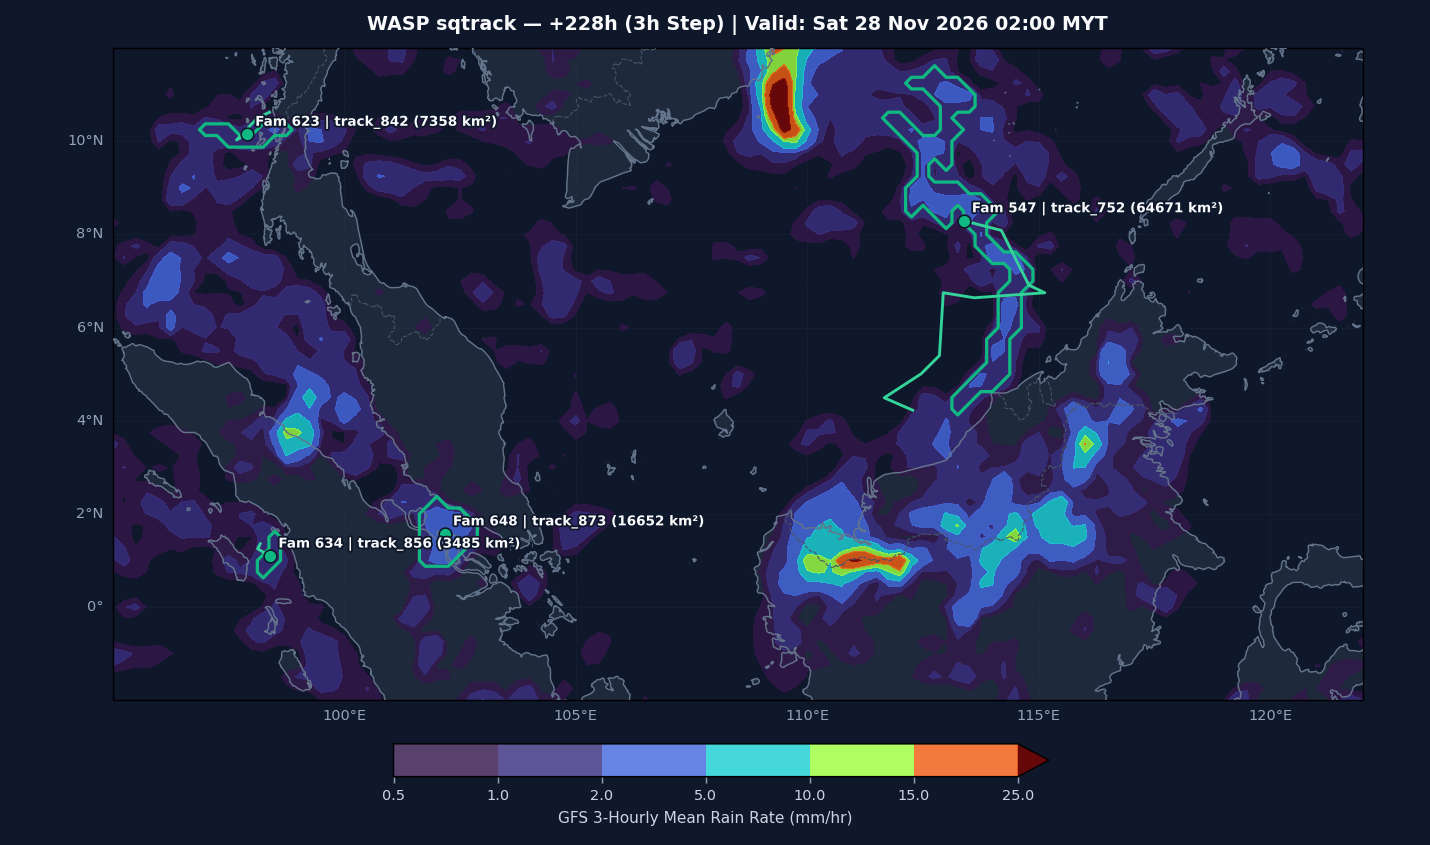 WASP sqtrack — +228h (3h Step) | Valid: Sat 28 Nov 2026 02:00 MYT
Fam 623 | track_842 (7358 km²)
10°N
Fam 547 | track_752 (64671 km²)
8°N
6°N
4°N
2°N
Fam 648 | track_873 (16652 km²)
Fam 634 | track_856 (3485 km²)
0°
100°E 105°E 110°E 115°E 120°E
0.5 1.0 2.0 5.0 10.0 15.0 25.0
GFS 3-Hourly Mean Rain Rate (mm/hr)